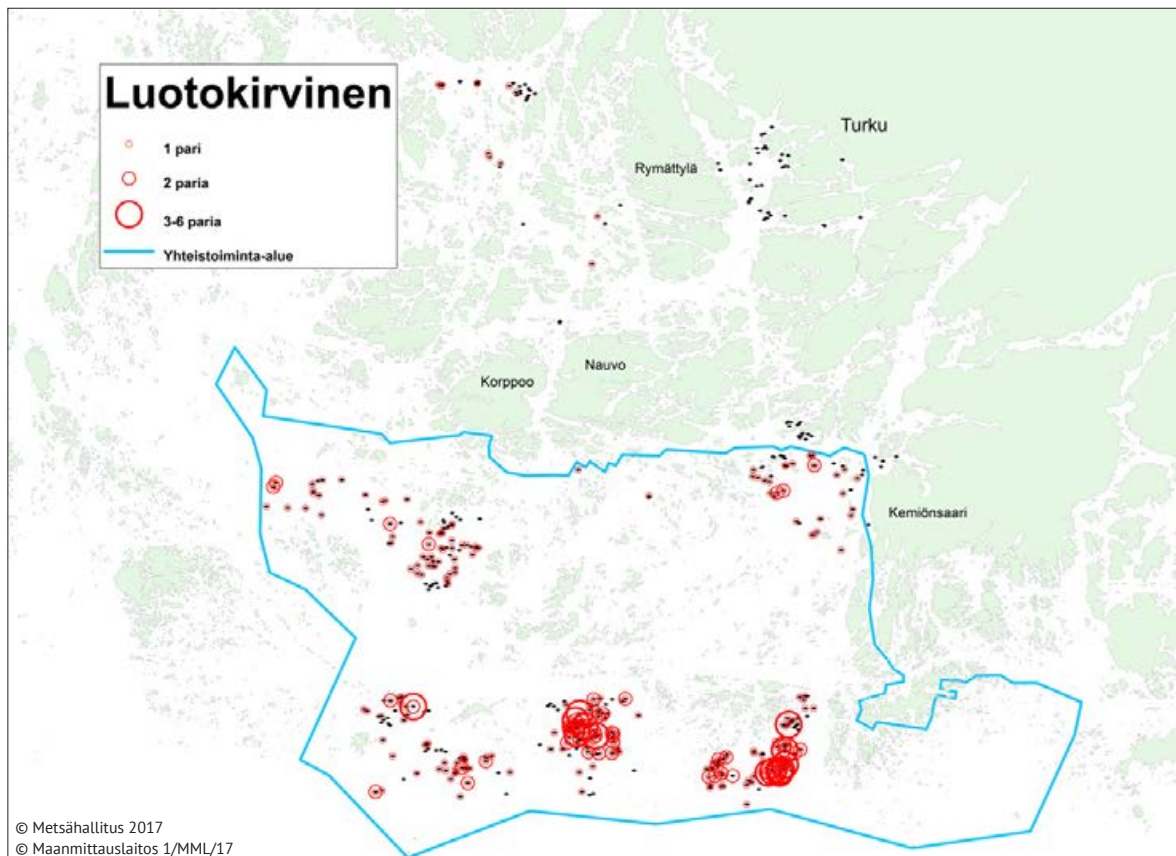 Luotokirvinen
1 pari
2 paria
3-6 paria
Yhteistoiminta-alue
Turku
Rymättylä
Nauvo
Korppoo
Kemiönsaari
© Metsähallitus 2017
© Maanmittauslaitos 1/MML/17